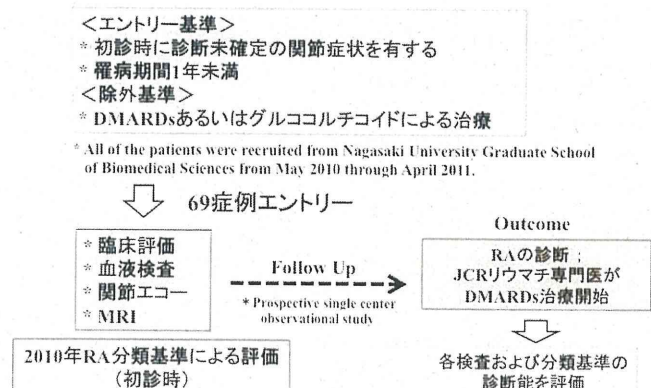 <エントリー基準>
* 初診時に診断未確定の関節症状を有する
* 罹病期間1年未満
<除外基準>
* DMARDsあるいはグルココルチコイドによる治療
* All of the patients were recruited from Nagasaki University Graduate School
of Biomedical Sciences from May 2010 through April 2011.
69症例エントリー
* 臨床評価
* 血液検査
* 関節エコー
* MRI
Follow Up
* Prospective single center
observational study
Outcome
RAの診断；
JCRリウマチ専門医が
DMARDs治療開始
2010年RA分類基準による評価
（初診時）
各検査および分類基準の
診断能を評価